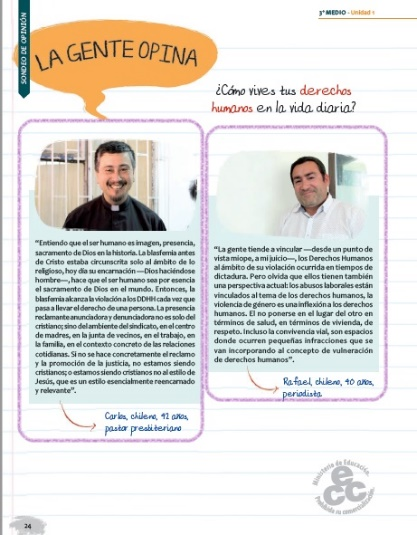 3º MEDIO - Unidad 1
SONDEO DE OPINIÓN
LA GENTE OPINA
¿Cómo vives tus derechos
humanos en la vida diaria?
"Entiendo que el ser humano es imagen, presencia,
sacramento de Dios en la historia. La blasfemia antes
de Cristo estaba circunscrita solo al ámbito de lo
religioso, hoy día su encarnación —Dios haciéndose
hombre—, hace que el ser humano sea por esencia
el sacramento de Dios en el mundo. Entonces, la
blasfemia alcanza la violación a los DDHH cada vez que
pasa a llevar el derecho de una persona. La presencia
reclamante anunciadora y denunciadora no es solo del
cristiano; sino del ámbiente del sindicato, en el centro
de madres, en la junta de vecinos, en el trabajo, en
la familia, en el contexto concreto de las relaciones
cotidianas. Si no se hace concretamente el reclamo
y la promoción de la justicia, no estamos siendo
cristianos; o estamos siendo cristianos no al estilo de
Jesús, que es un estilo esencialmente reencarnado
y relevante".
Carlos, chileno, 42 años,
pastor presbiteriano
"La gente tiende a vincular —desde un punto de
vista miope, a mi juicio—, los Derechos Humanos
al ámbito de su violación ocurrida en tiempos de
dictadura. Pero olvida que ellos tienen también
una perspectiva actual: los abusos laborales están
vinculados al tema de los derechos humanos, la
violencia de género es una inflexión a los derechos
humanos. El no ponerse en el lugar del otro en
términos de salud, en términos de vivienda, de
respeto. Incluso la convivencia vial, son espacios
donde ocurren pequeñas infracciones que se
van incorporando al concepto de vulneración
de derechos humanos".
Rafael, chileno, 40 años,
periodista
Ministerio de Educación.
ecc
Prohibida su comercialización.
24